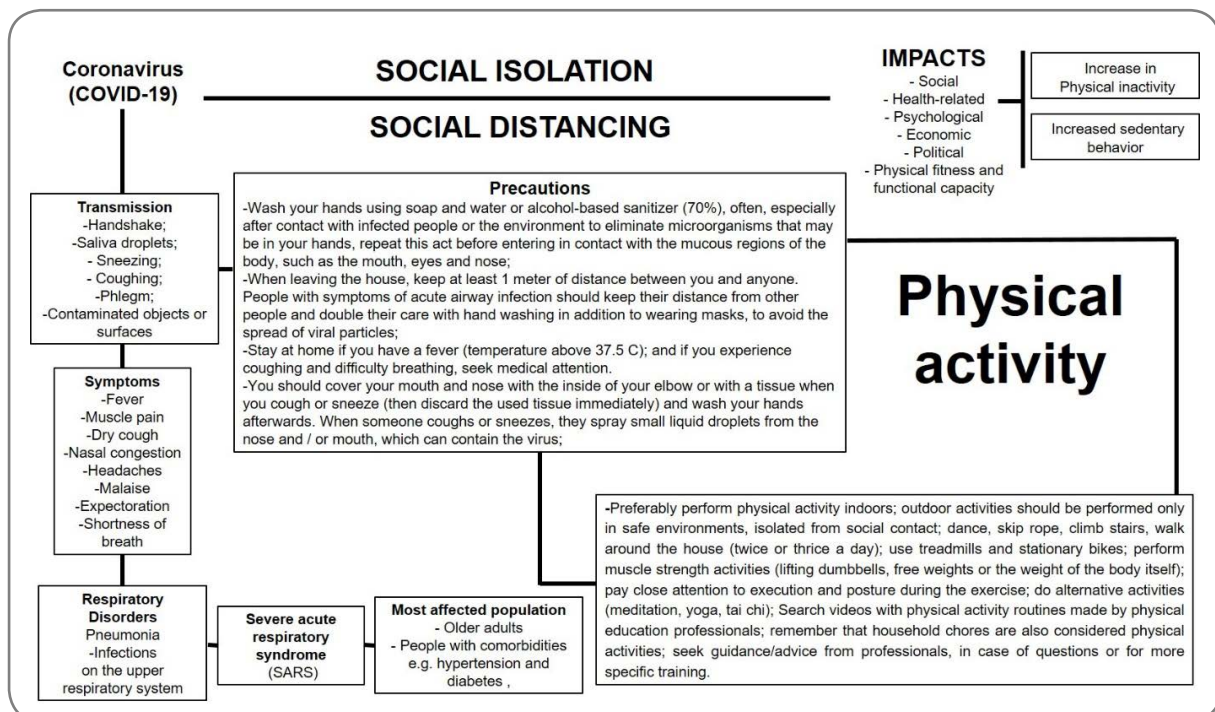 Coronavirus
(COVID-19)
SOCIAL ISOLATION
SOCIAL DISTANCING
IMPACTS
- Social
- Health-related
- Psychological
- Economic
- Political
- Physical fitness and
functional capacity
Increase in
Physical inactivity
Increased sedentary
behavior
Transmission
-Handshake;
-Saliva droplets;
- Sneezing;
- Coughing;
-Phlegm;
-Contaminated objects or
surfaces
Precautions
-Wash your hands using soap and water or alcohol-based sanitizer (70%), often, especially
after contact with infected people or the environment to eliminate microorganisms that may
be in your hands, repeat this act before entering in contact with the mucous regions of the
body, such as the mouth, eyes and nose;
-When leaving the house, keep at least 1 meter of distance between you and anyone.
People with symptoms of acute airway infection should keep their distance from other
people and double their care with hand washing in addition to wearing masks, to avoid the
spread of viral particles;
-Stay at home if you have a fever (temperature above 37.5 C); and if you experience
coughing and difficulty breathing, seek medical attention.
-You should cover your mouth and nose with the inside of your elbow or with a tissue when
you cough or sneeze (then discard the used tissue immediately) and wash your hands
afterwards. When someone coughs or sneezes, they spray small liquid droplets from the
nose and / or mouth, which can contain the virus;
Physical
activity
Symptoms
-Fever
-Muscle pain
-Dry cough
-Nasal congestion
-Headaches
-Malaise
-Expectoration
-Shortness of
breath
-Preferably perform physical activity indoors; outdoor activities should be performed only
in safe environments, isolated from social contact; dance, skip rope, climb stairs, walk
around the house (twice or thrice a day); use treadmills and stationary bikes; perform
muscle strength activities (lifting dumbbells, free weights or the weight of the body itself);
pay close attention to execution and posture during the exercise; do alternative activities
(meditation, yoga, tai chi); Search videos with physical activity routines made by physical
education professionals; remember that household chores are also considered physical
activities; seek guidance/advice from professionals, in case of questions or for more
specific training.
Respiratory
Disorders
Pneumonia
-Infections
on the upper
respiratory system
Severe acute
respiratory
syndrome
(SARS)
Most affected population
- Older adults
- People with comorbidities
e.g. hypertension and
diabetes ,